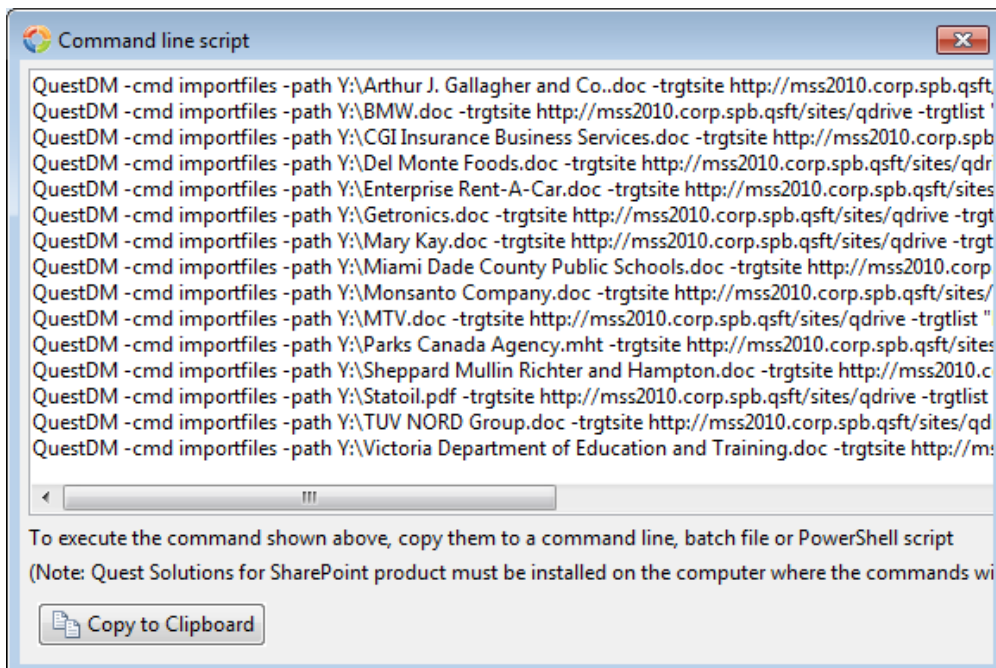 Command line script
QuestDM -cmd importfiles -path Y:\Arthur J. Gallagher and Co..doc -trgtsite http://mss2010.corp.spb.qsft/
QuestDM -cmd importfiles -path Y:\BMW.doc -trgtsite http://mss2010.corp.spb.qsft/sites/qdrive -trgtlist "
QuestDM -cmd importfiles -path Y:\CGI Insurance Business Services.doc -trgtsite http://mss2010.corp.spb
QuestDM -cmd importfiles -path Y:\Del Monte Foods.doc -trgtsite http://mss2010.corp.spb.qsft/sites/qdr
QuestDM -cmd importfiles -path Y:\Enterprise Rent-A-Car.doc -trgtsite http://mss2010.corp.spb.qsft/sites
QuestDM -cmd importfiles -path Y:\Getronics.doc -trgtsite http://mss2010.corp.spb.qsft/sites/qdrive -trgt
QuestDM -cmd importfiles -path Y:\Mary Kay.doc -trgtsite http://mss2010.corp.spb.qsft/sites/qdrive -trgt
QuestDM -cmd importfiles -path Y:\Miami Dade County Public Schools.doc -trgtsite http://mss2010.corp
QuestDM -cmd importfiles -path Y:\Monsanto Company.doc -trgtsite http://mss2010.corp.spb.qsft/sites/
QuestDM -cmd importfiles -path Y:\MTV.doc -trgtsite http://mss2010.corp.spb.qsft/sites/qdrive -trgtlist "
QuestDM -cmd importfiles -path Y:\Parks Canada Agency.mht -trgtsite http://mss2010.corp.spb.qsft/sites
QuestDM -cmd importfiles -path Y:\Sheppard Mullin Richter and Hampton.doc -trgtsite http://mss2010.c
QuestDM -cmd importfiles -path Y:\Statoil.pdf -trgtsite http://mss2010.corp.spb.qsft/sites/qdrive -trgtlist
QuestDM -cmd importfiles -path Y:\TUV NORD Group.doc -trgtsite http://mss2010.corp.spb.qsft/sites/qd
QuestDM -cmd importfiles -path Y:\Victoria Department of Education and Training.doc -trgtsite http://ms
To execute the command shown above, copy them to a command line, batch file or PowerShell script
(Note: Quest Solutions for SharePoint product must be installed on the computer where the commands wi
Copy to Clipboard